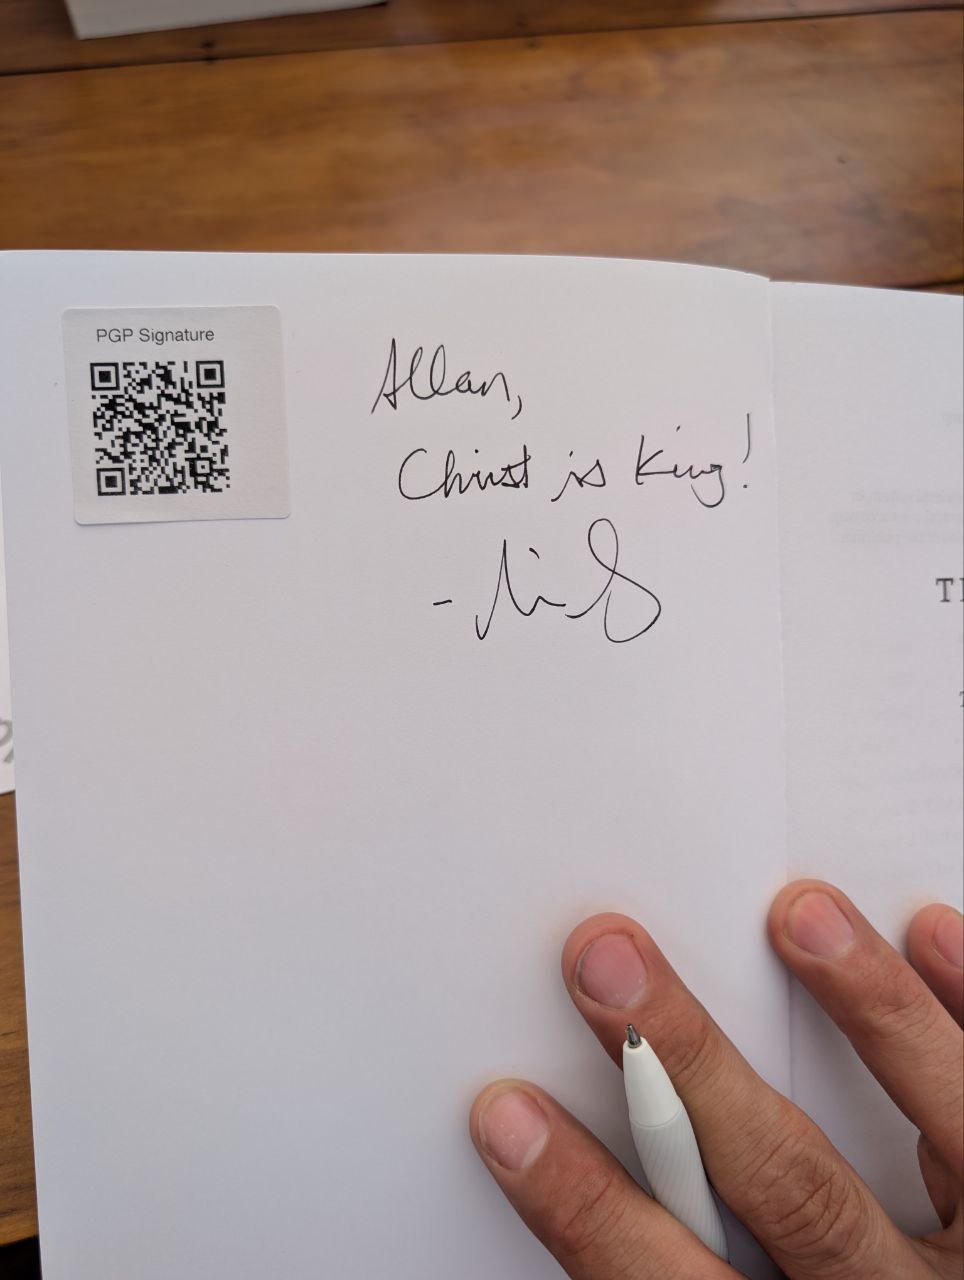 PGP Signature
Allan,
Christ is King!